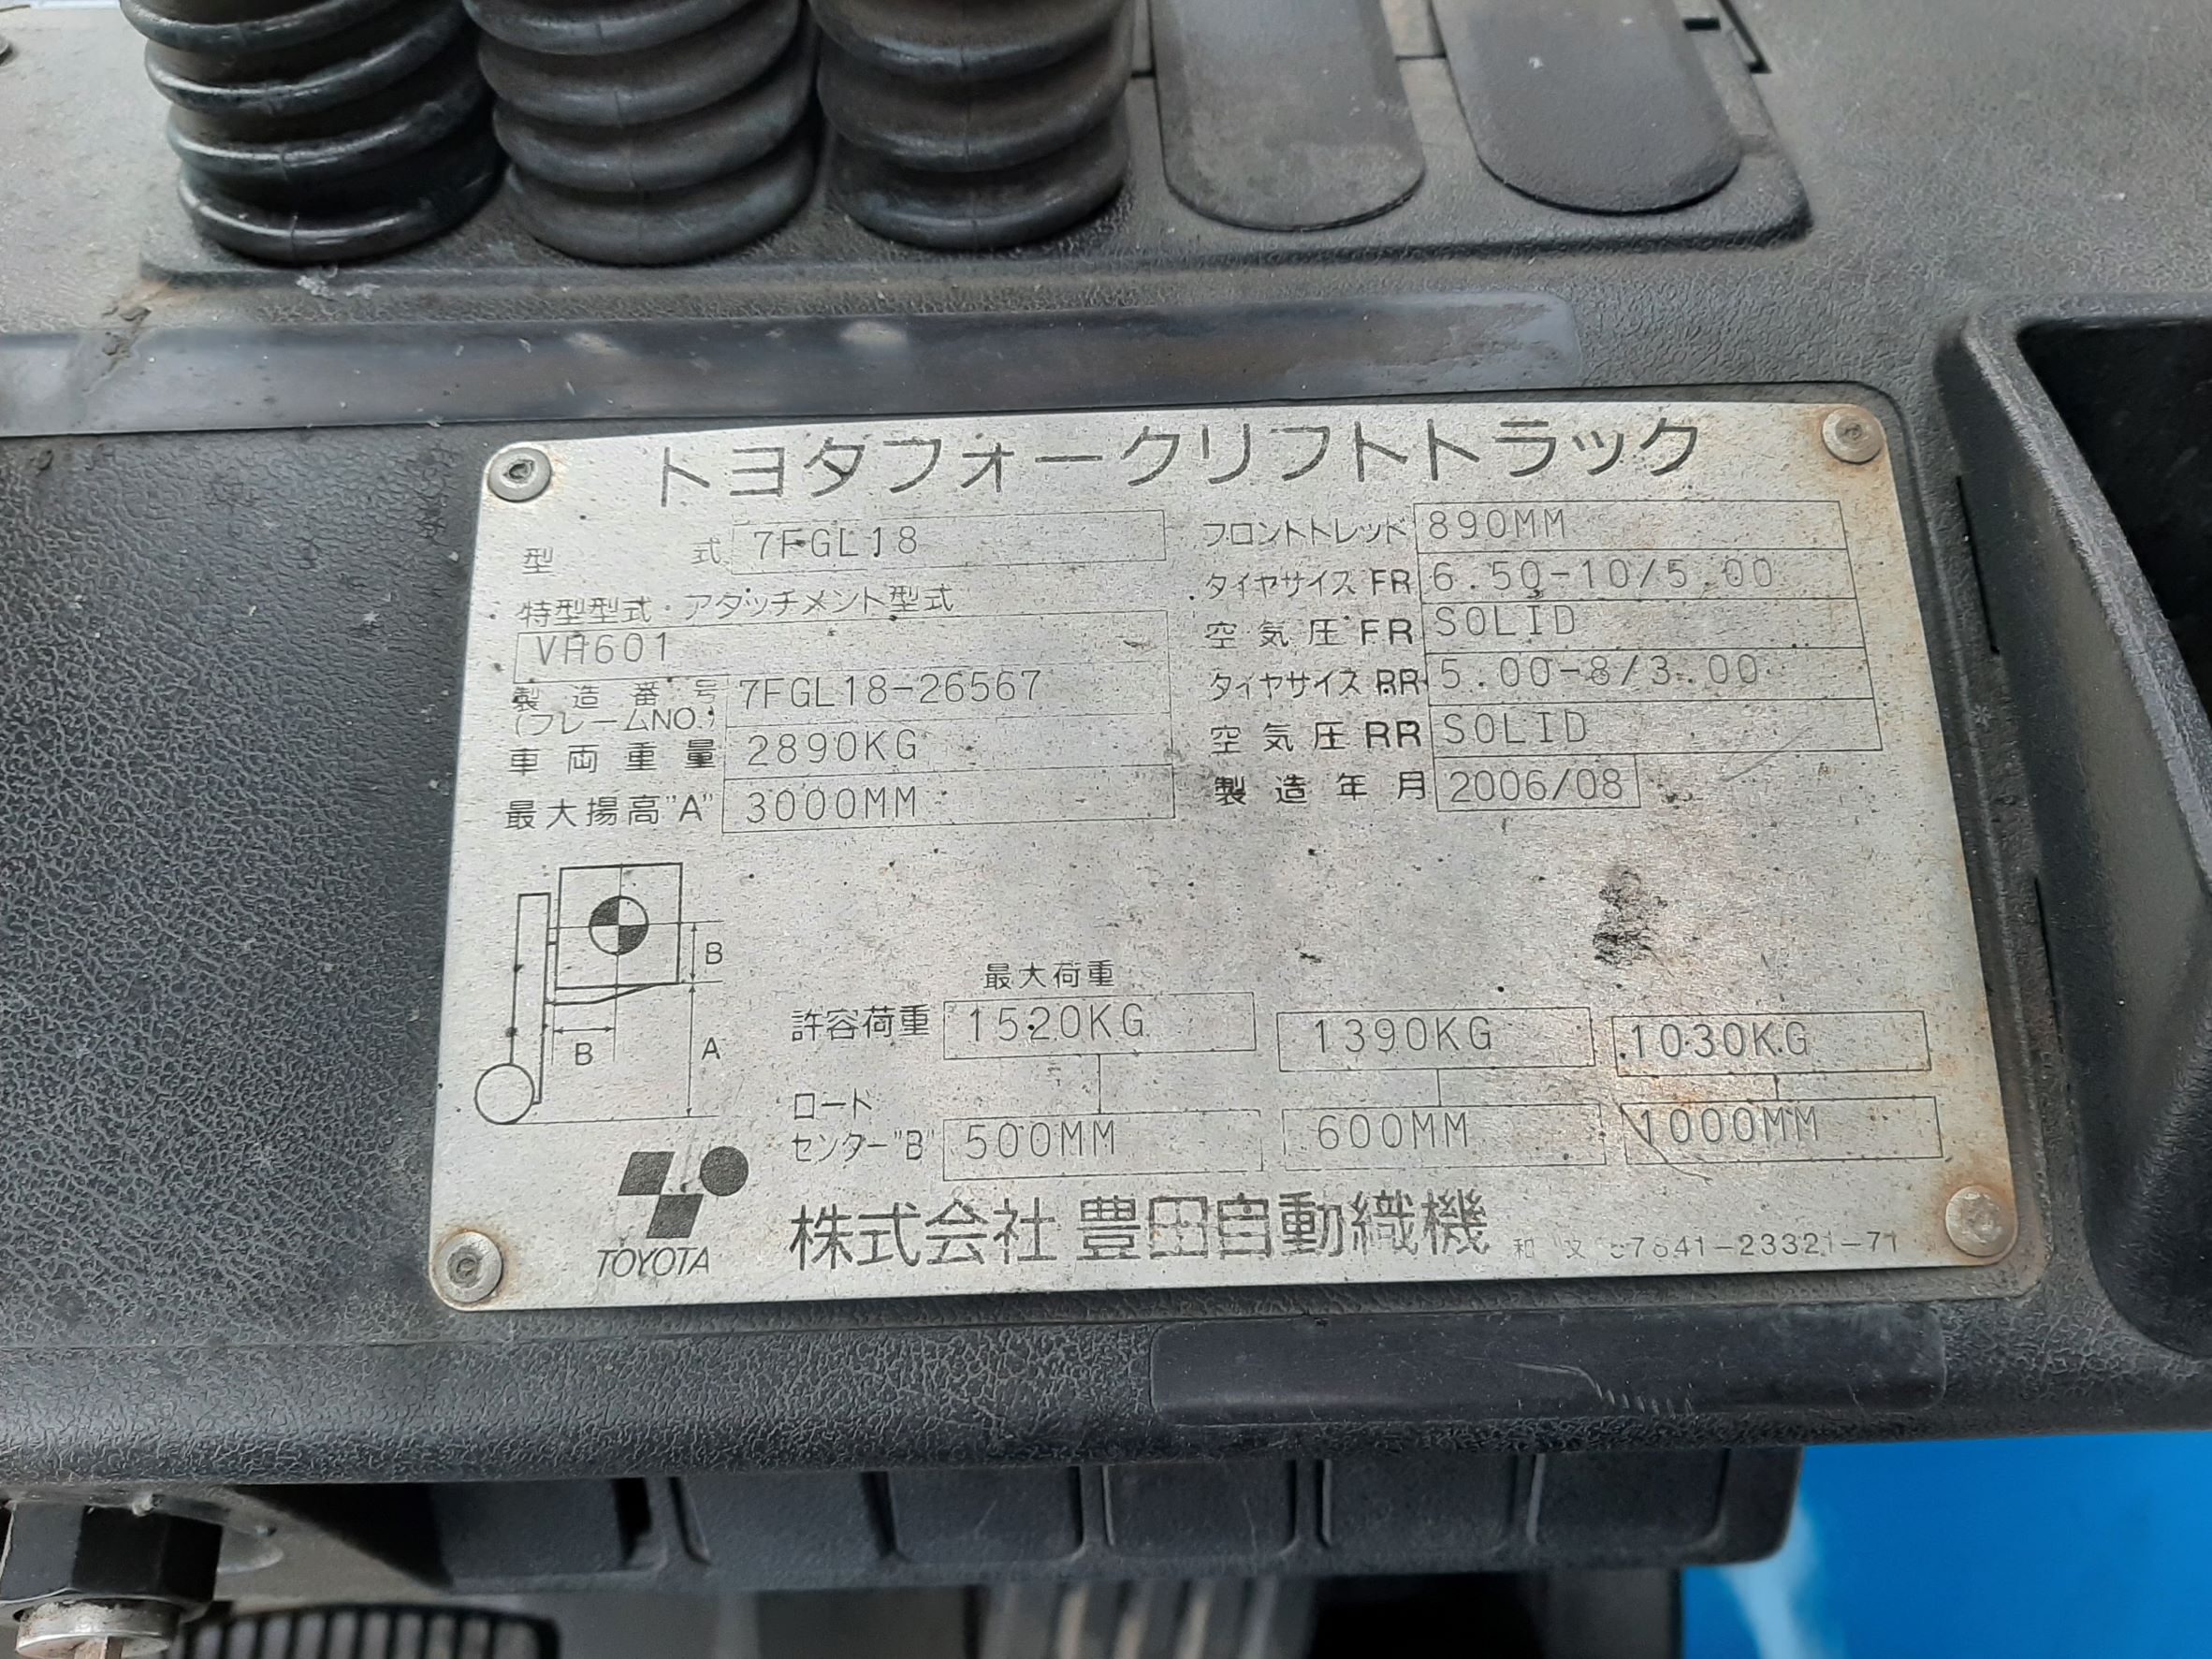 トヨタフォークリフトトラック
型 式 7FGL18
特型型式・アタッチメント型式
VA601
製造番号 7FGL18-26567
(フレームNO.)
車両重量 2890KG
最大揚高"A" 3000MM
フロントトレッド 890MM
タイヤサイズ FR 6.50-10/5.00
空気圧 FR SOLID
タイヤサイズ RR 5.00-8/3.00
空気圧 RR SOLID
製造年月 2006/08
B
B
A
最大荷重
許容荷重 1520KG 1390KG 1030KG
ロード
センター"B" 500MM 600MM 1000MM
TOYOTA
株式会社 豊田自動織機